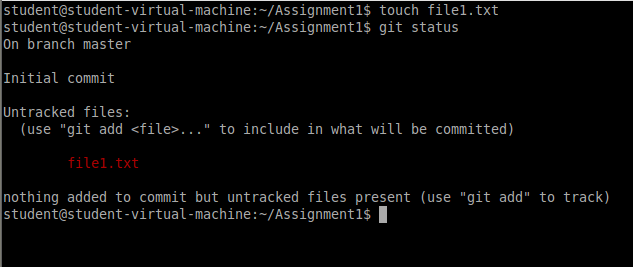 student@student-virtual-machine:~/Assignment1$ touch file1.txt
student@student-virtual-machine:~/Assignment1$ git status
On branch master
Initial commit
Untracked files:
  (use "git add <file>..." to include in what will be committed)
        file1.txt
nothing added to commit but untracked files present (use "git add" to track)
student@student-virtual-machine:~/Assignment1$